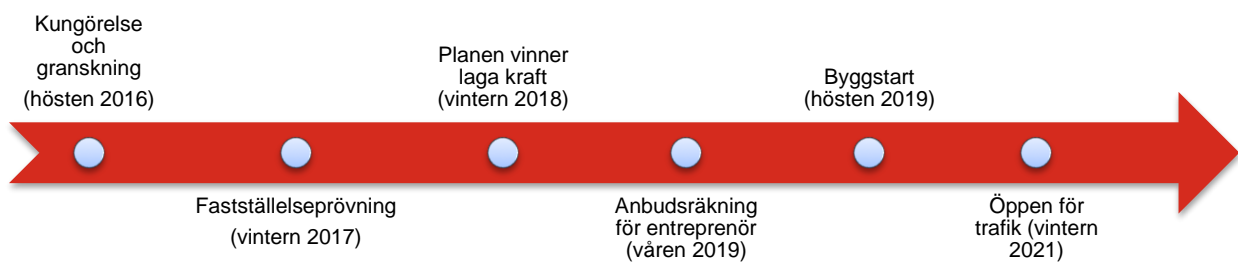 Kungörelse
och
granskning
(hösten 2016)
Fastställelseprövning
(vintern 2017)
Planen vinner
laga kraft
(vintern 2018)
Anbudsräkning
för entreprenör
(våren 2019)
Byggstart
(hösten 2019)
Öppen för
trafik (vintern
2021)